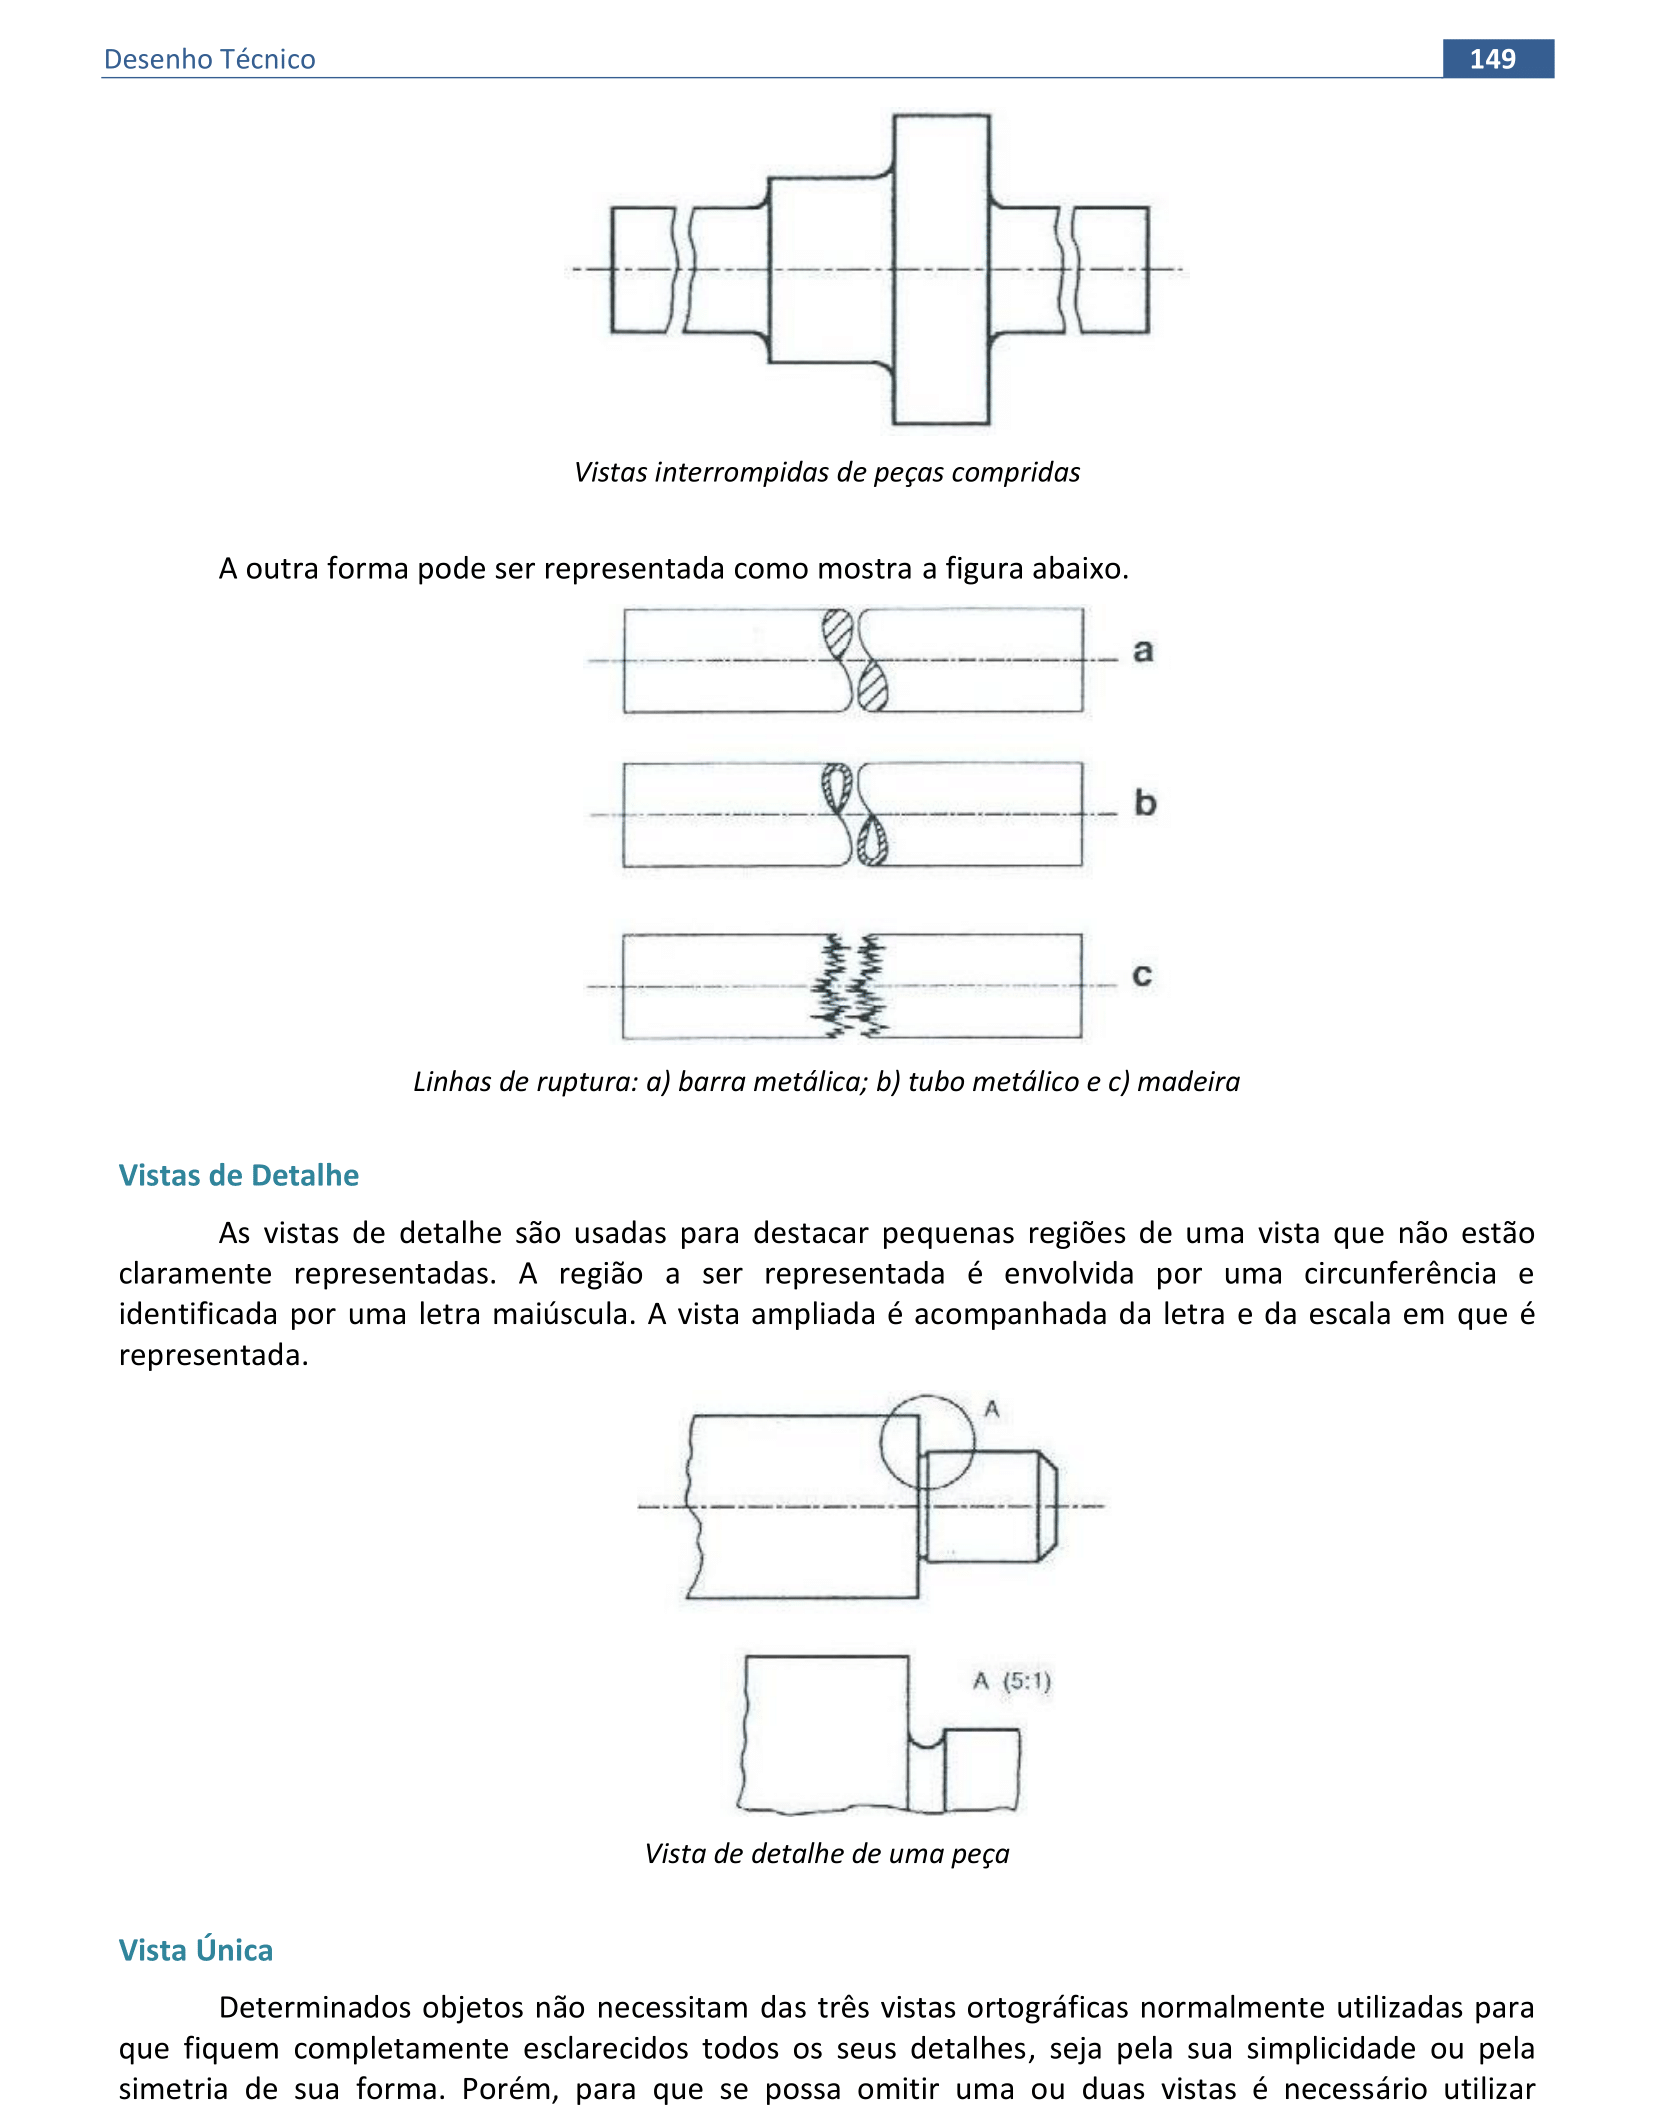 Desenho Técnico
149
Vistas interrompidas de peças compridas
A outra forma pode ser representada como mostra a figura abaixo.
a
b
c
Linhas de ruptura: a) barra metálica; b) tubo metálico e c) madeira
Vistas de Detalhe
As vistas de detalhe são usadas para destacar pequenas regiões de uma vista que não estão
claramente representadas. A região a ser representada é envolvida por uma circunferência e
identificada por uma letra maiúscula. A vista ampliada é acompanhada da letra e da escala em que é
representada.
A
A (5:1)
Vista de detalhe de uma peça
Vista Única
Determinados objetos não necessitam das três vistas ortográficas normalmente utilizadas para
que fiquem completamente esclarecidos todos os seus detalhes, seja pela sua simplicidade ou pela
simetria de sua forma. Porém, para que se possa omitir uma ou duas vistas é necessário utilizar